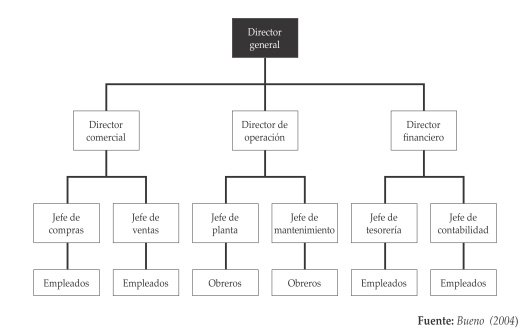 Director
general
Director
comercial
Director de
operación
Director
financiero
Jefe de
compras
Jefe de
ventas
Jefe de
planta
Jefe de
mantenimiento
Jefe de
tesorería
Jefe de
contabilidad
Empleados
Empleados
Obreros
Obreros
Empleados
Empleados
Fuente: Bueno (2004)